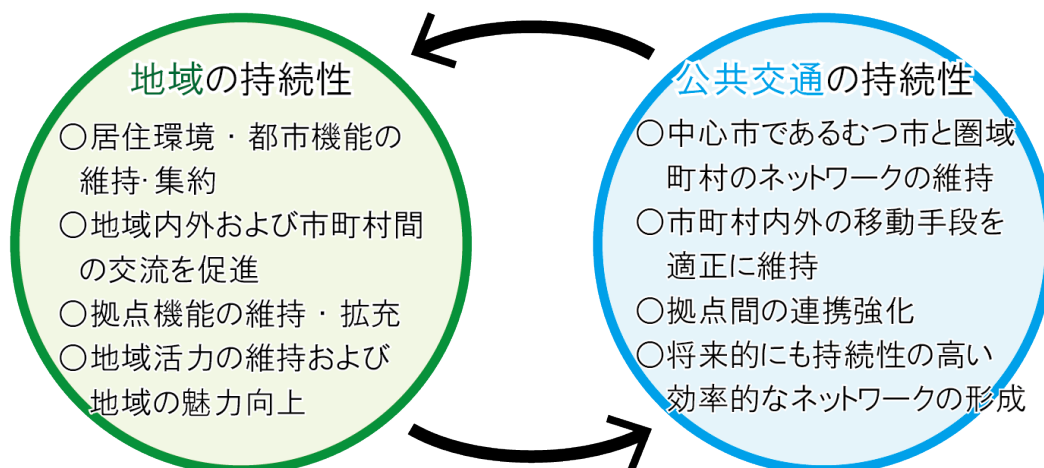 地域の持続性
○居住環境・都市機能の
維持・集約
○地域内外および市町村間
の交流を促進
○拠点機能の維持・拡充
○地域活力の維持および
地域の魅力向上
公共交通の持続性
○中心市であるむつ市と圏域
町村のネットワークの維持
○市町村内外の移動手段を
適正に維持
○拠点間の連携強化
○将来的にも持続性の高い
効率的なネットワークの形成